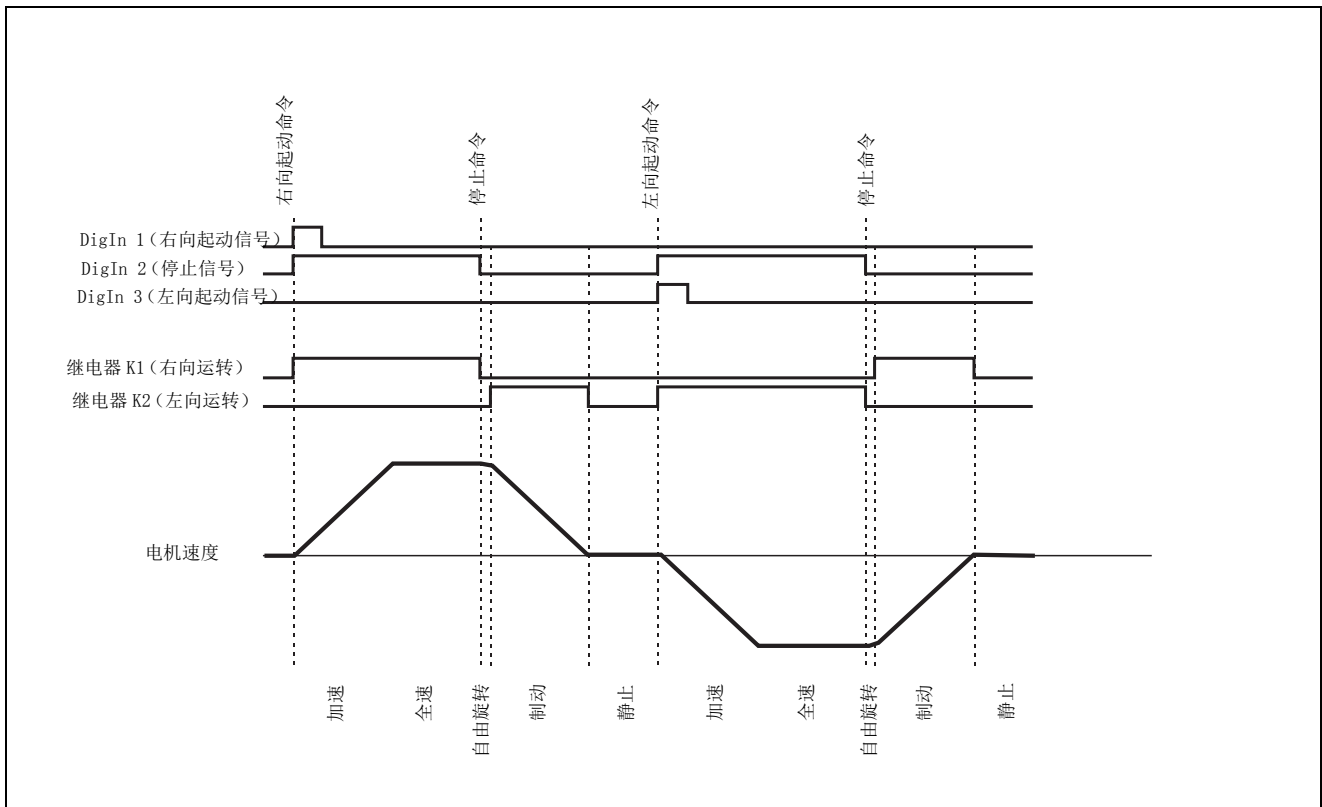 右向起动命令
停止命令
左向起动命令
停止命令
DigIn 1（右向起动信号）
DigIn 2（停止信号）
DigIn 3（左向起动信号）
继电器 K1（右向运转）
继电器 K2（左向运转）
电机速度
加速
全速
自由旋转
制动
静止
加速
全速
自由旋转
制动
静止